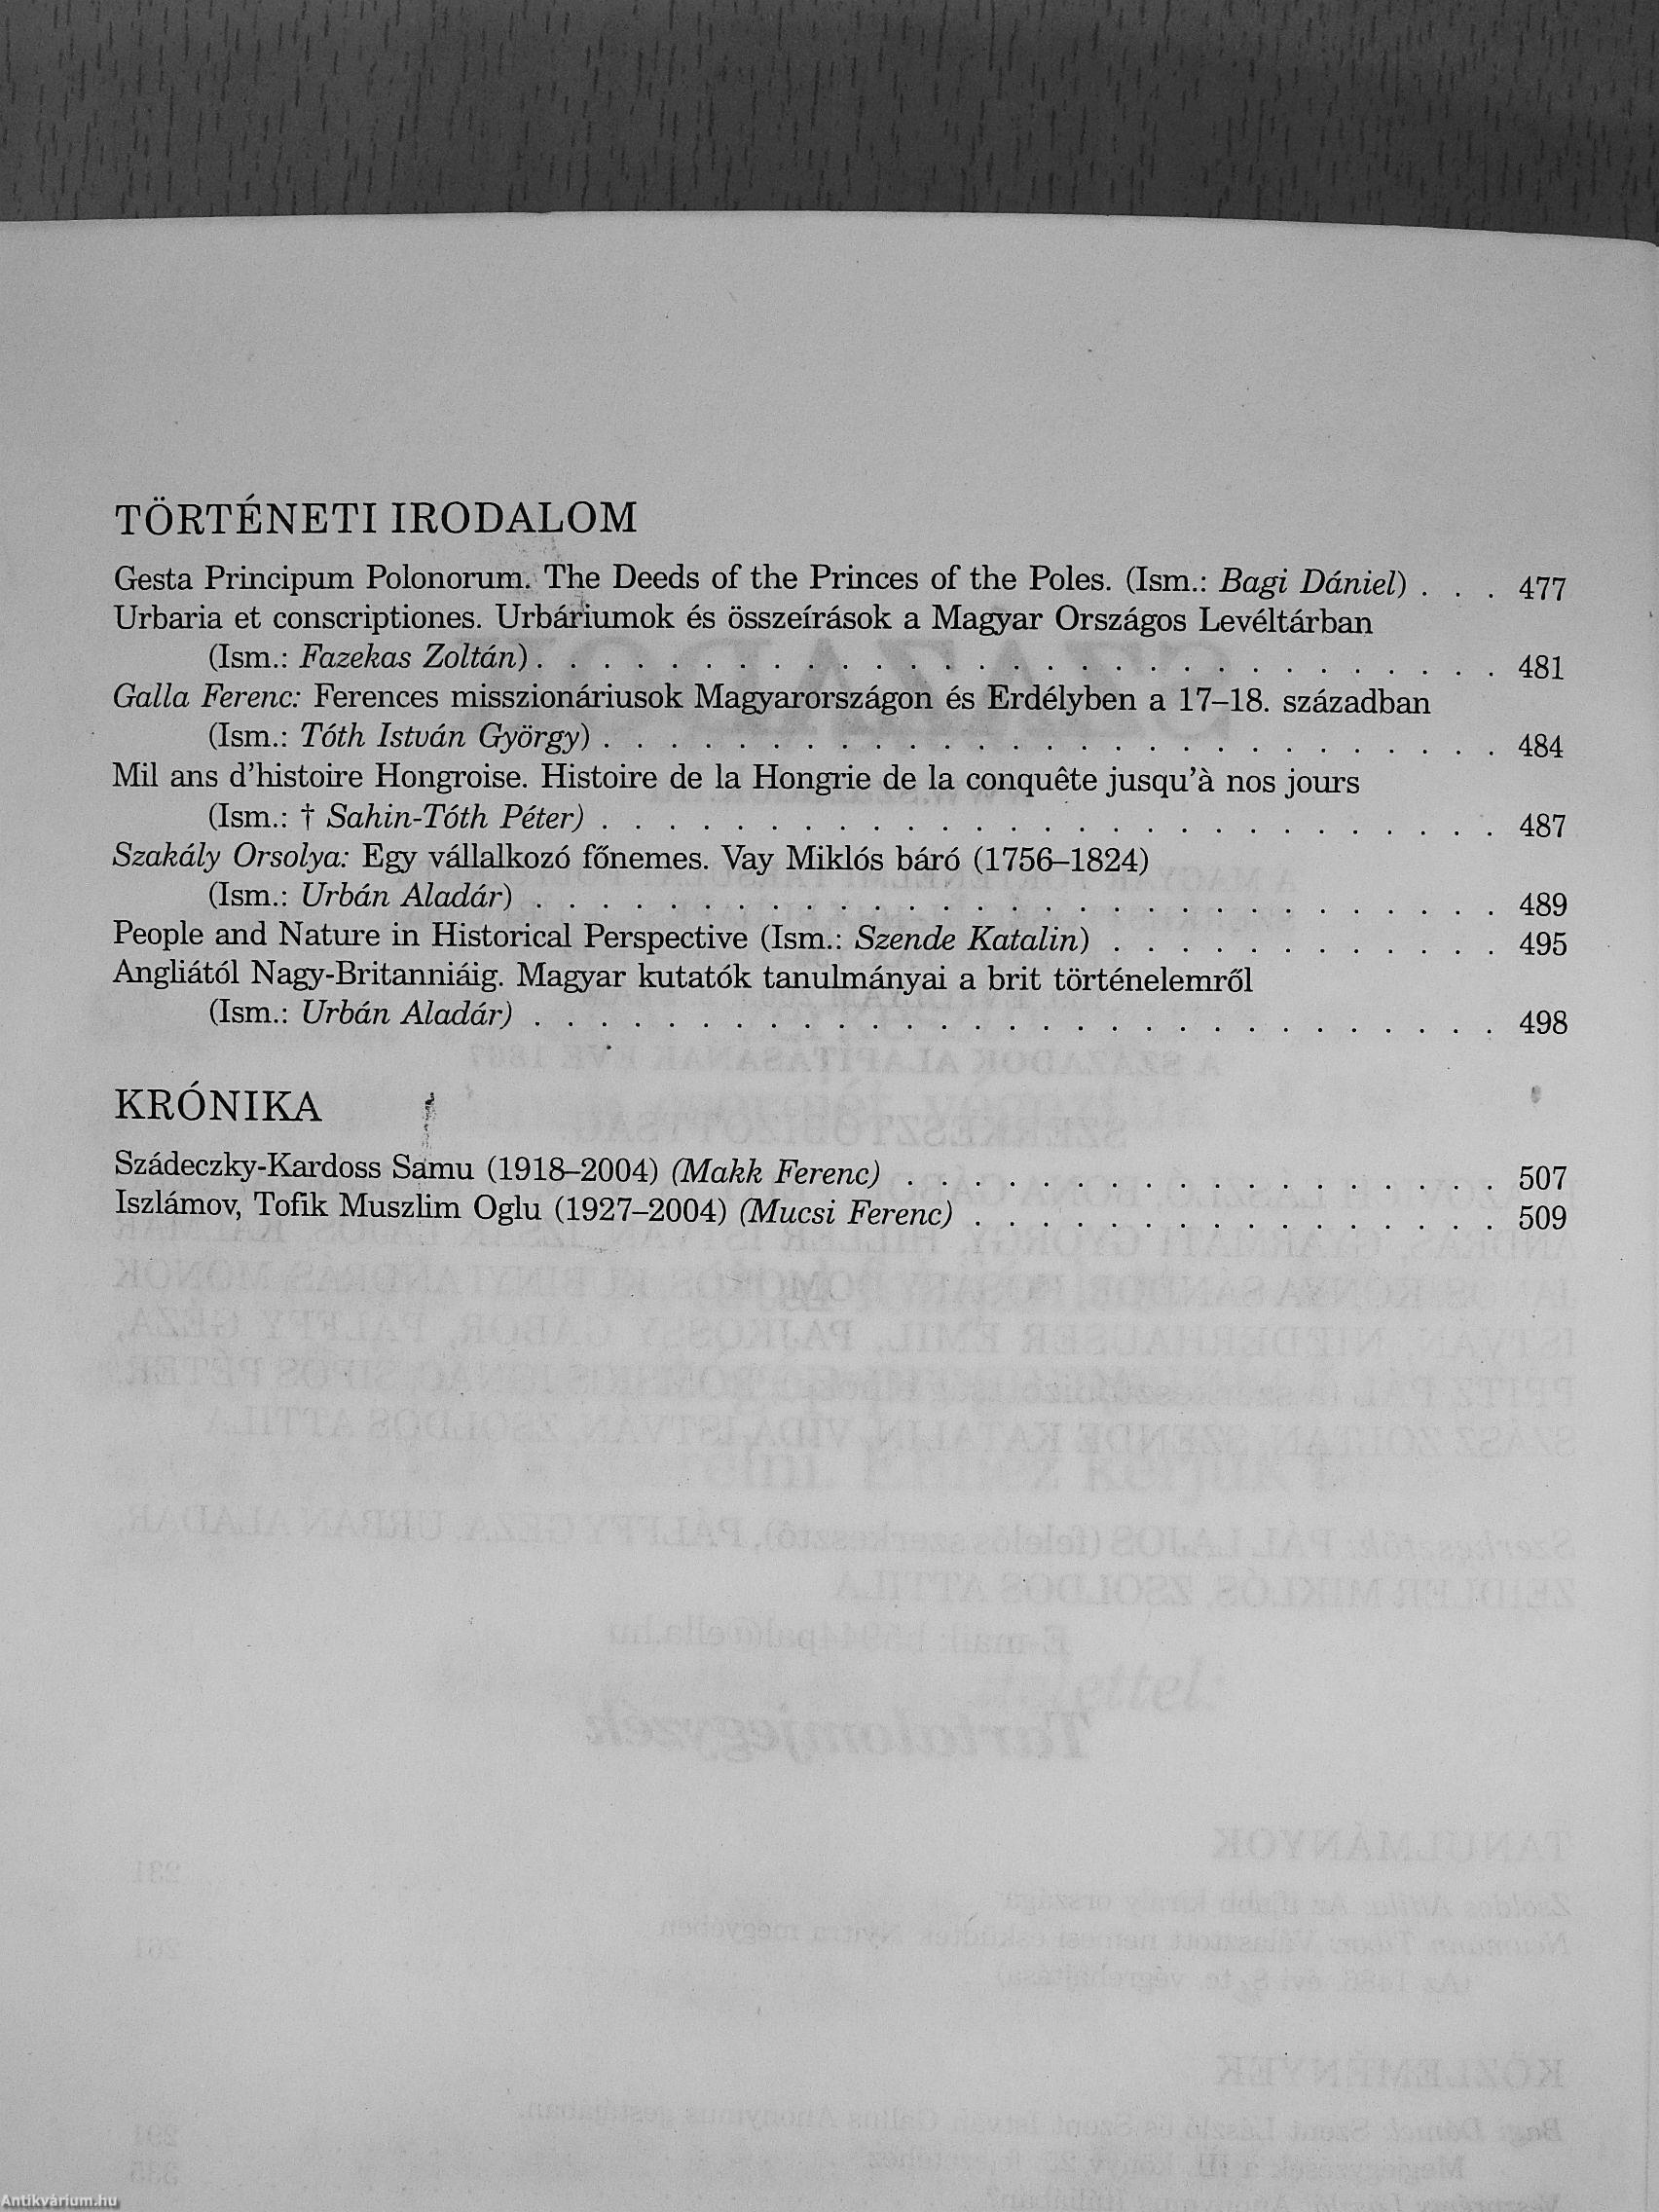 TÖRTÉNETI IRODALOM
Gesta Principum Polonorum. The Deeds of the Princes of the Poles. (Ism.: Bagi Dániel) . . . 477
Urbaria et conscriptiones. Urbáriumok és összeírások a Magyar Országos Levéltárban
(Ism.: Fazekas Zoltán) . . . . . . . . . . . . . . . . . . . . . . . . . . . . . 481
Galla Ferenc: Ferences misszionáriusok Magyarországon és Erdélyben a 17–18. században
(Ism.: Tóth István György) . . . . . . . . . . . . . . . . . . . . . . . . . . . 484
Mil ans d'histoire Hongroise. Histoire de la Hongrie de la conquête jusqu'à nos jours
(Ism.: † Sahin-Tóth Péter) . . . . . . . . . . . . . . . . . . . . . . . . . . . 487
Szakály Orsolya: Egy vállalkozó főnemes. Vay Miklós báró (1756–1824)
(Ism.: Urbán Aladár) . . . . . . . . . . . . . . . . . . . . . . . . . . . . . 489
People and Nature in Historical Perspective (Ism.: Szende Katalin) . . . . . . . . . . . . 495
Angliától Nagy-Britanniáig. Magyar kutatók tanulmányai a brit történelemről
(Ism.: Urbán Aladár) . . . . . . . . . . . . . . . . . . . . . . . . . . . . . 498
KRÓNIKA
Szádeczky-Kardoss Samu (1918–2004) (Makk Ferenc) . . . . . . . . . . . . . . . . . . 507
Iszlámov, Tofik Muszlim Oglu (1927–2004) (Mucsi Ferenc) . . . . . . . . . . . . . . . . 509
Antikvárium.hu